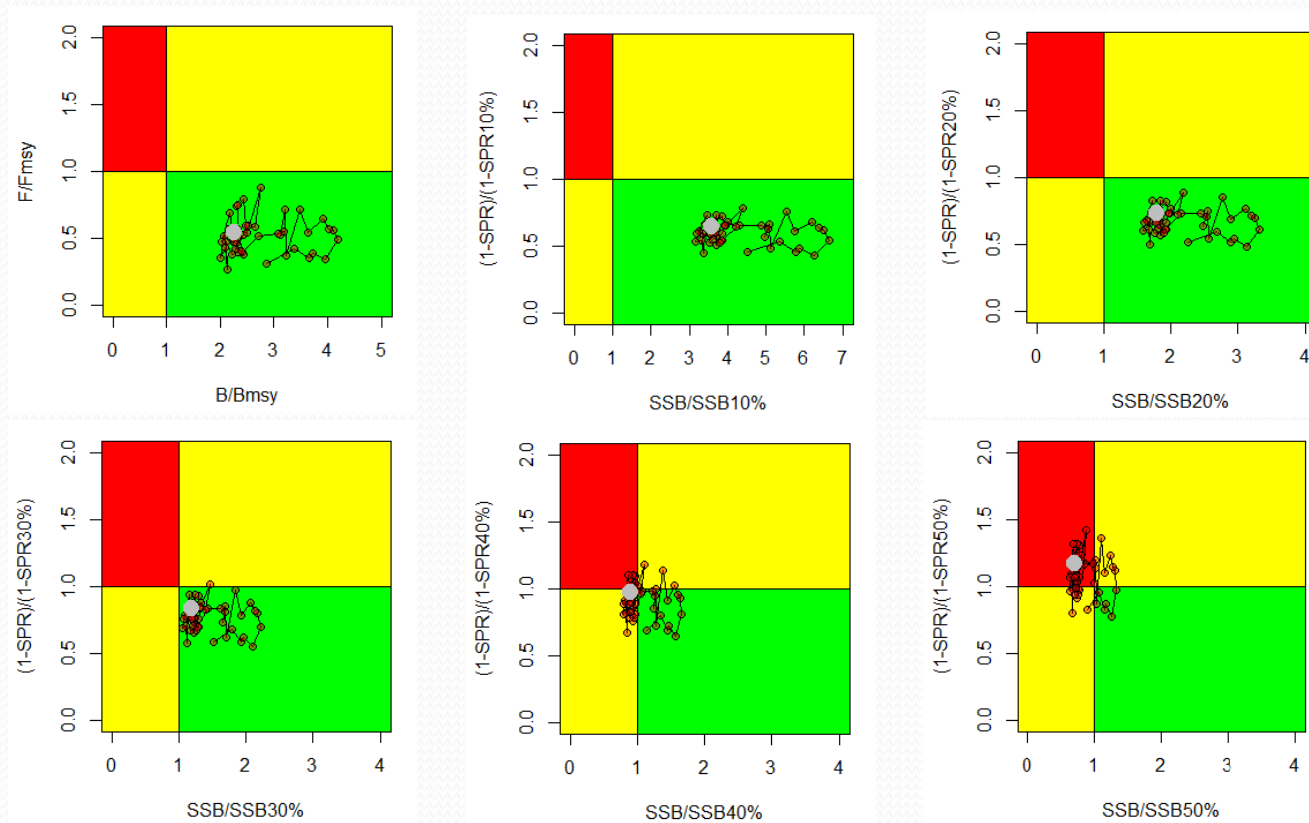 F/Fmsy
2.0
1.5
1.0
0.5
0.0
0 1 2 3 4 5
B/Bmsy
(1-SPR)/(1-SPR10%)
2.0
1.5
1.0
0.5
0.0
0 1 2 3 4 5 6 7
SSB/SSB10%
(1-SPR)/(1-SPR20%)
2.0
1.5
1.0
0.5
0.0
0 1 2 3 4
SSB/SSB20%
(1-SPR)/(1-SPR30%)
2.0
1.5
1.0
0.5
0.0
0 1 2 3 4
SSB/SSB30%
(1-SPR)/(1-SPR40%)
2.0
1.5
1.0
0.5
0.0
0 1 2 3 4
SSB/SSB40%
(1-SPR)/(1-SPR50%)
2.0
1.5
1.0
0.5
0.0
0 1 2 3 4
SSB/SSB50%